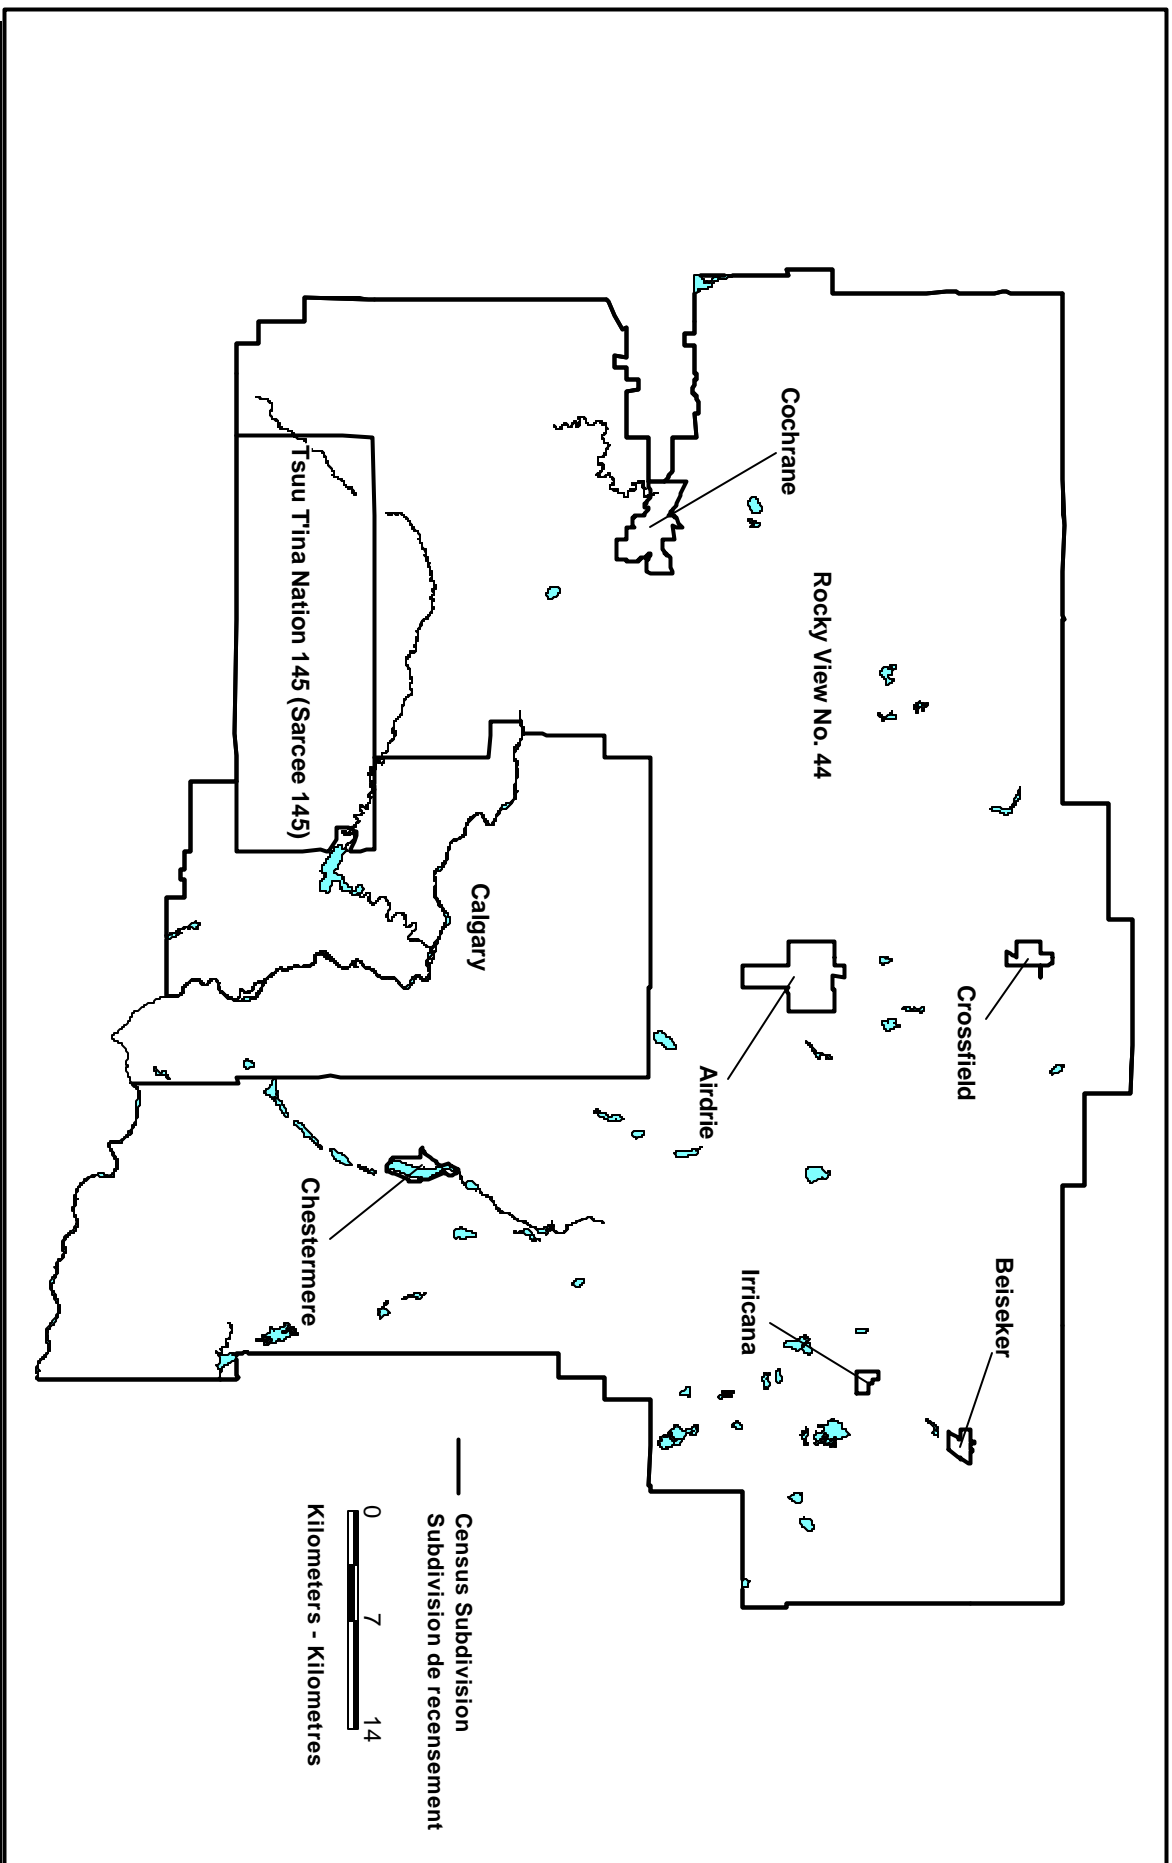 Crossfield
Beiseker
Rocky View No. 44
Cochrane
Airdrie
Irricana
Calgary
Chestermere
Tsuu T'ina Nation 145 (Sarcee 145)
Census Subdivision
Subdivision de recensement
0 7 14
Kilometers - Kilometres